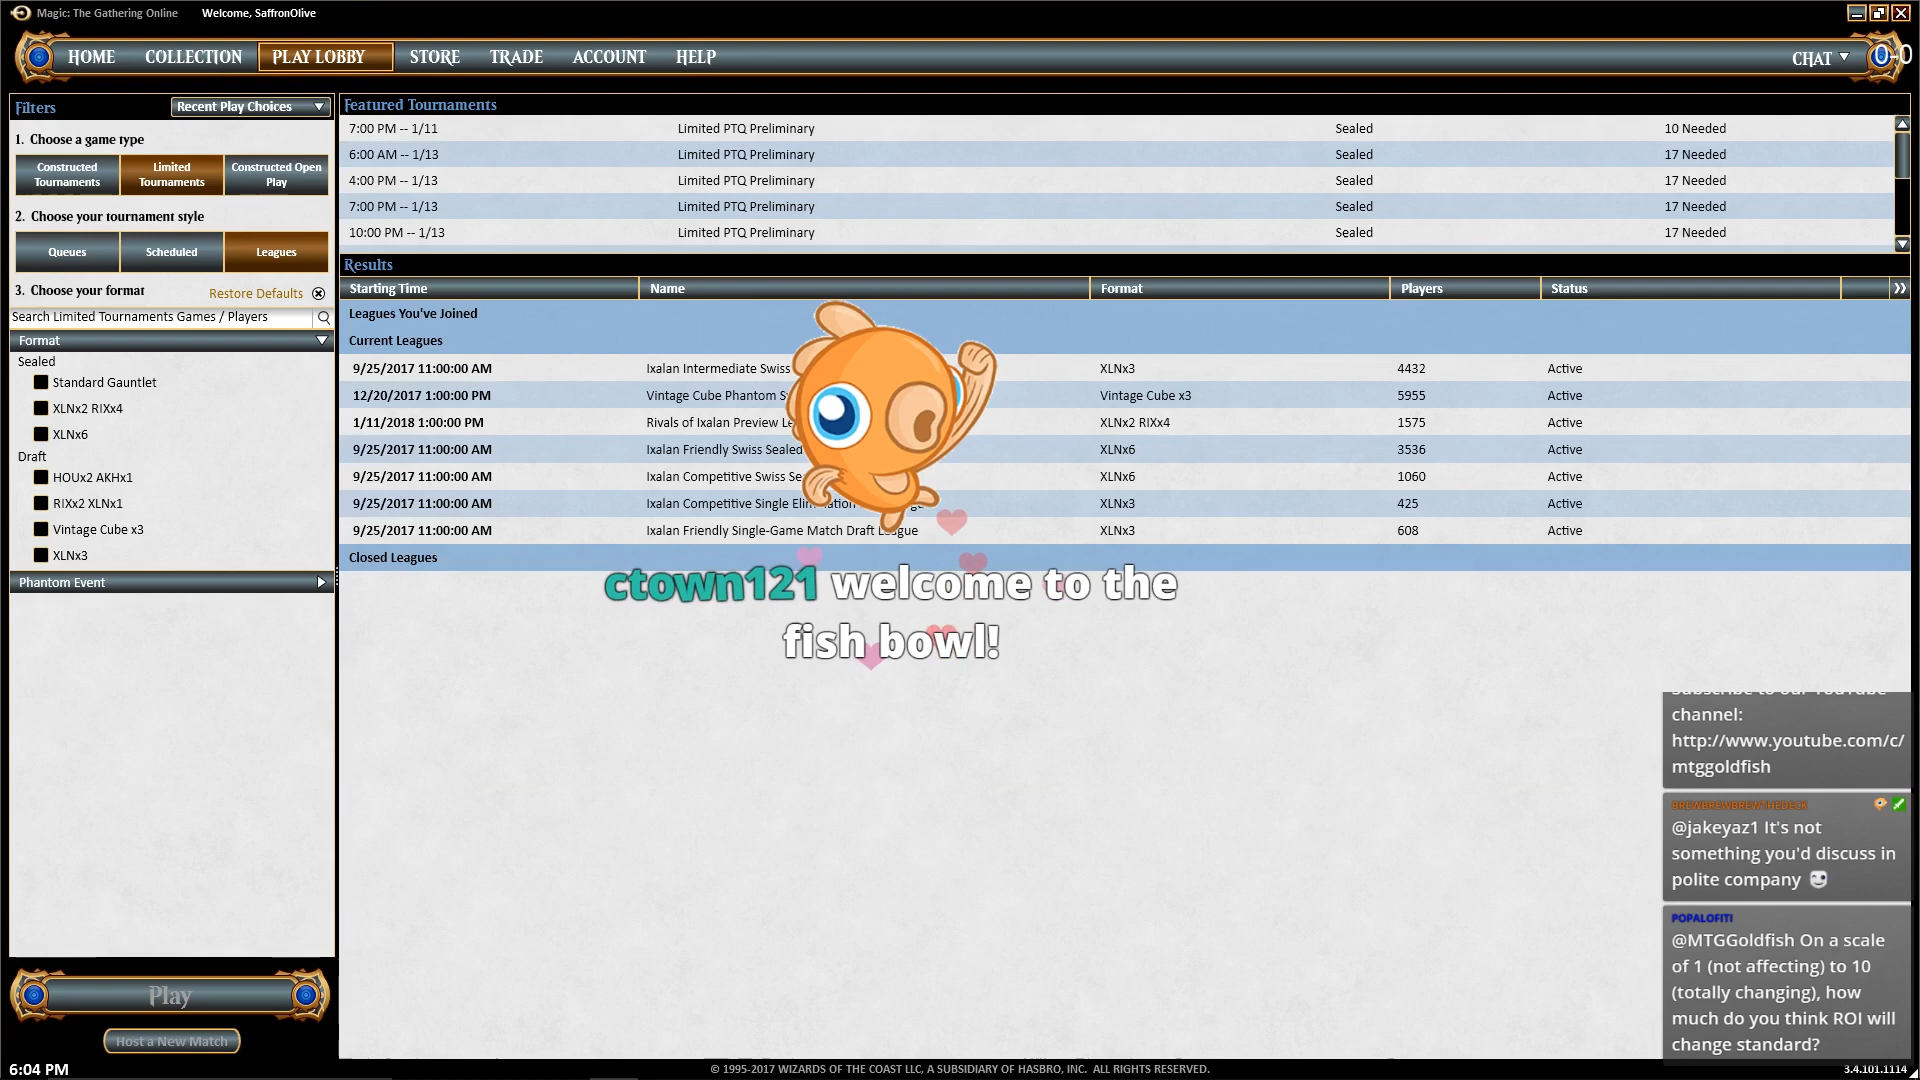 Magic: The Gathering Online Welcome, SaffronOlive
HOME COLLECTION PLAY LOBBY STORE TRADE ACCOUNT HELP CHAT 0-0
Filters Recent Play Choices
1. Choose a game type
Constructed Tournaments Limited Tournaments Constructed Open Play
2. Choose your tournament style
Queues Scheduled Leagues
3. Choose your format Restore Defaults
Search Limited Tournaments Games / Players
Format
Sealed
Standard Gauntlet
XLNx2 RIXx4
XLNx6
Draft
HOUx2 AKHx1
RIXx2 XLNx1
Vintage Cube x3
XLNx3
Phantom Event
Play
Host a New Match
6:04 PM
Featured Tournaments
7:00 PM -- 1/11 Limited PTQ Preliminary Sealed 10 Needed
6:00 AM -- 1/13 Limited PTQ Preliminary Sealed 17 Needed
4:00 PM -- 1/13 Limited PTQ Preliminary Sealed 17 Needed
7:00 PM -- 1/13 Limited PTQ Preliminary Sealed 17 Needed
10:00 PM -- 1/13 Limited PTQ Preliminary Sealed 17 Needed
Results
Starting Time Name Format Players Status
Leagues You've Joined
Current Leagues
9/25/2017 11:00:00 AM Ixalan Intermediate Swiss XLNx3 4432 Active
12/20/2017 1:00:00 PM Vintage Cube Phantom XLNx3 Vintage Cube x3 5955 Active
1/11/2018 1:00:00 PM Rivals of Ixalan Preview XLNx2 RIXx4 1575 Active
9/25/2017 11:00:00 AM Ixalan Friendly Swiss Sealed XLNx6 3536 Active
9/25/2017 11:00:00 AM Ixalan Competitive Swiss XLNx6 1060 Active
9/25/2017 11:00:00 AM Ixalan Competitive Single XLNx3 425 Active
9/25/2017 11:00:00 AM Ixalan Friendly Single-Game Match Draft League XLNx3 608 Active
Closed Leagues
ctown121 welcome to the
fish bowl!
Subscribe to our YouTube
channel:
http://www.youtube.com/c/
mtggoldfish
BREWBREWBREWTHEDECK
@jakeyaz1 It's not
something you'd discuss in
polite company
POPALOFITI
@MTGGoldfish On a scale
of 1 (not affecting) to 10
(totally changing), how
much do you think ROI will
change standard?
© 1995-2017 WIZARDS OF THE COAST LLC, A SUBSIDIARY OF HASBRO, INC. ALL RIGHTS RESERVED.
3.4.101.1114